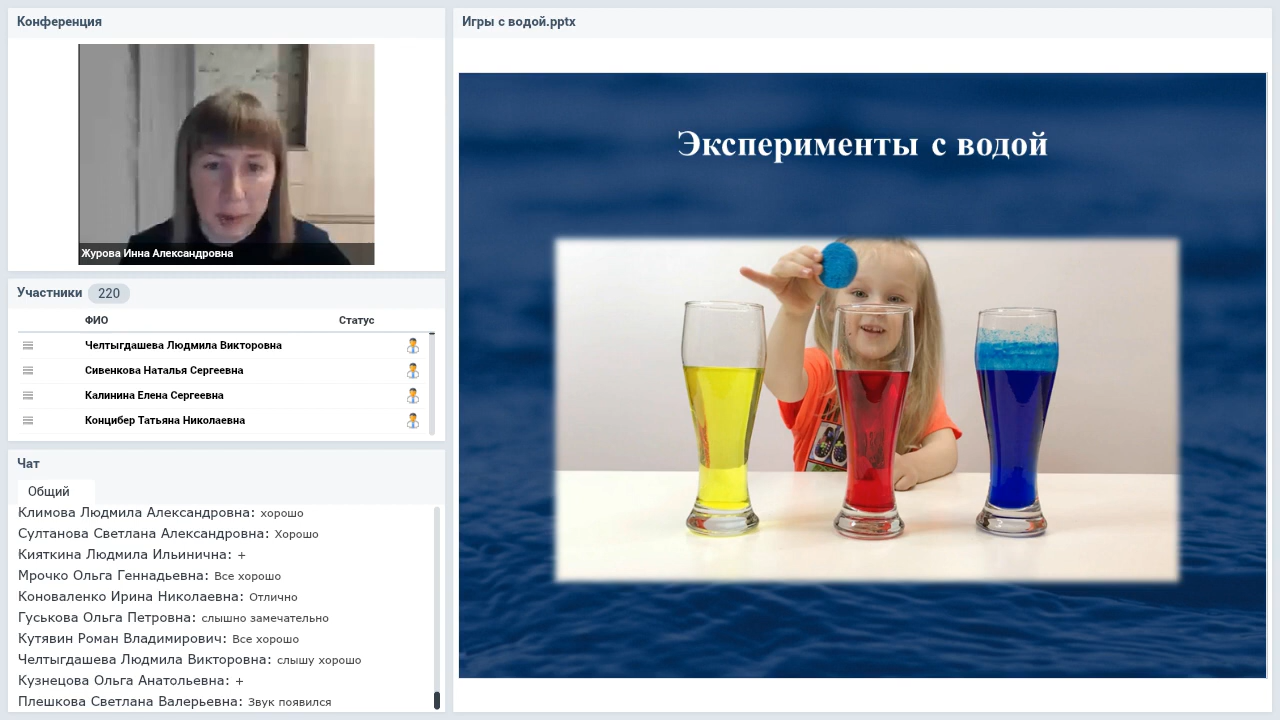 Конференция
Журова Инна Александровна
Участники 220
ФИО Статус
Челтыгдашева Людмила Викторовна
Сивенкова Наталья Сергеевна
Калинина Елена Сергеевна
Концибер Татьяна Николаевна
Чат
Общий
Климова Людмила Александровна: хорошо
Султанова Светлана Александровна: Хорошо
Кияткина Людмила Ильинична: +
Мрочко Ольга Геннадьевна: Все хорошо
Коноваленко Ирина Николаевна: Отлично
Гуськова Ольга Петровна: слышно замечательно
Кутявин Роман Владимирович: Все хорошо
Челтыгдашева Людмила Викторовна: слышу хорошо
Кузнецова Ольга Анатольевна: +
Плешкова Светлана Валерьевна: Звук появился
Игры с водой.pptx
Эксперименты с водой